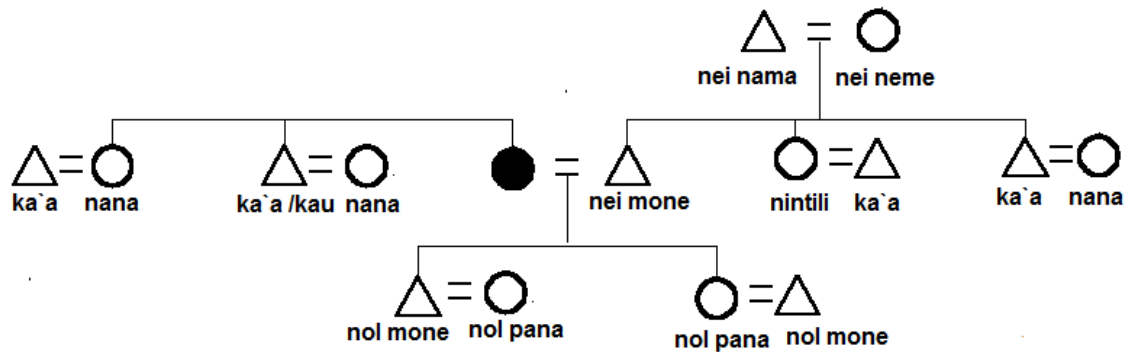 nei nama nei neme
ka`a nana ka`a /kau nana nei mone nintili ka`a ka`a nana
nol mone nol pana nol pana nol mone